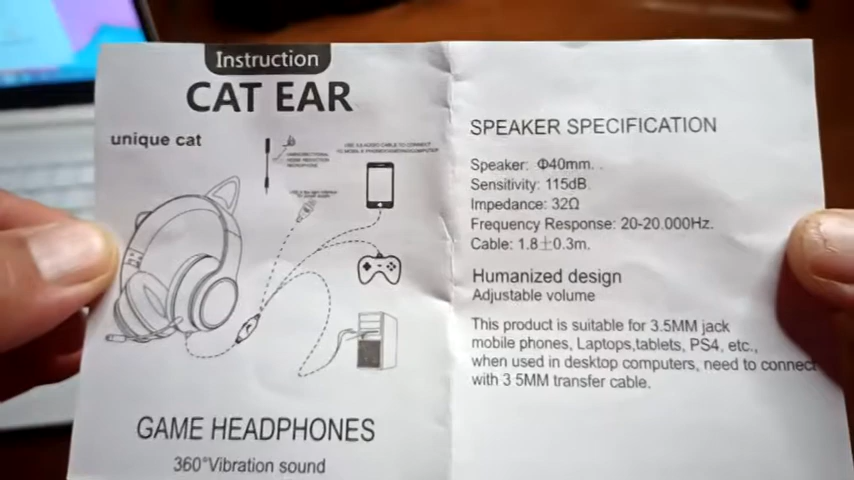 Instruction
CAT EAR
unique cat
GAME HEADPHONES
360°Vibration sound
SPEAKER SPECIFICATION
Speaker: Φ40mm.
Sensitivity: 115dB.
Impedance: 32Ω
Frequency Response: 20-20.000Hz.
Cable: 1.8±0.3m.
Humanized design
Adjustable volume
This product is suitable for 3.5MM jack
mobile phones, Laptops,tablets, PS4, etc.,
when used in desktop computers, need to connect
with 3 5MM transfer cable.